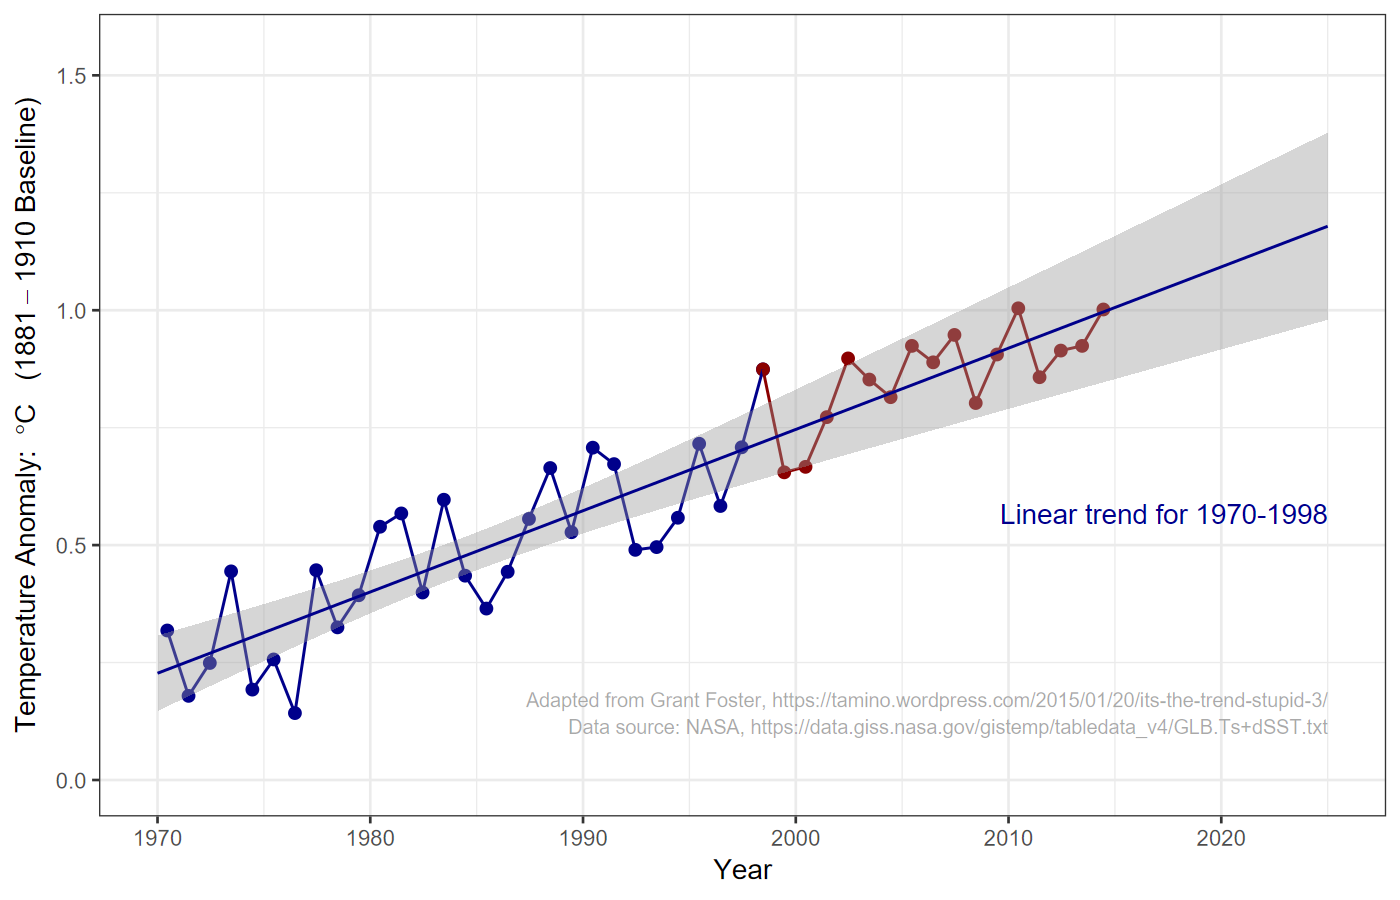 1.5
1.0
0.5
0.0
Temperature Anomaly: °C (1881 – 1910 Baseline)
Linear trend for 1970-1998
Adapted from Grant Foster, https://tamino.wordpress.com/2015/01/20/its-the-trend-stupid-3/
Data source: NASA, https://data.giss.nasa.gov/gistemp/tabledata_v4/GLB.Ts+dSST.txt
1970 1980 1990 2000 2010 2020
Year